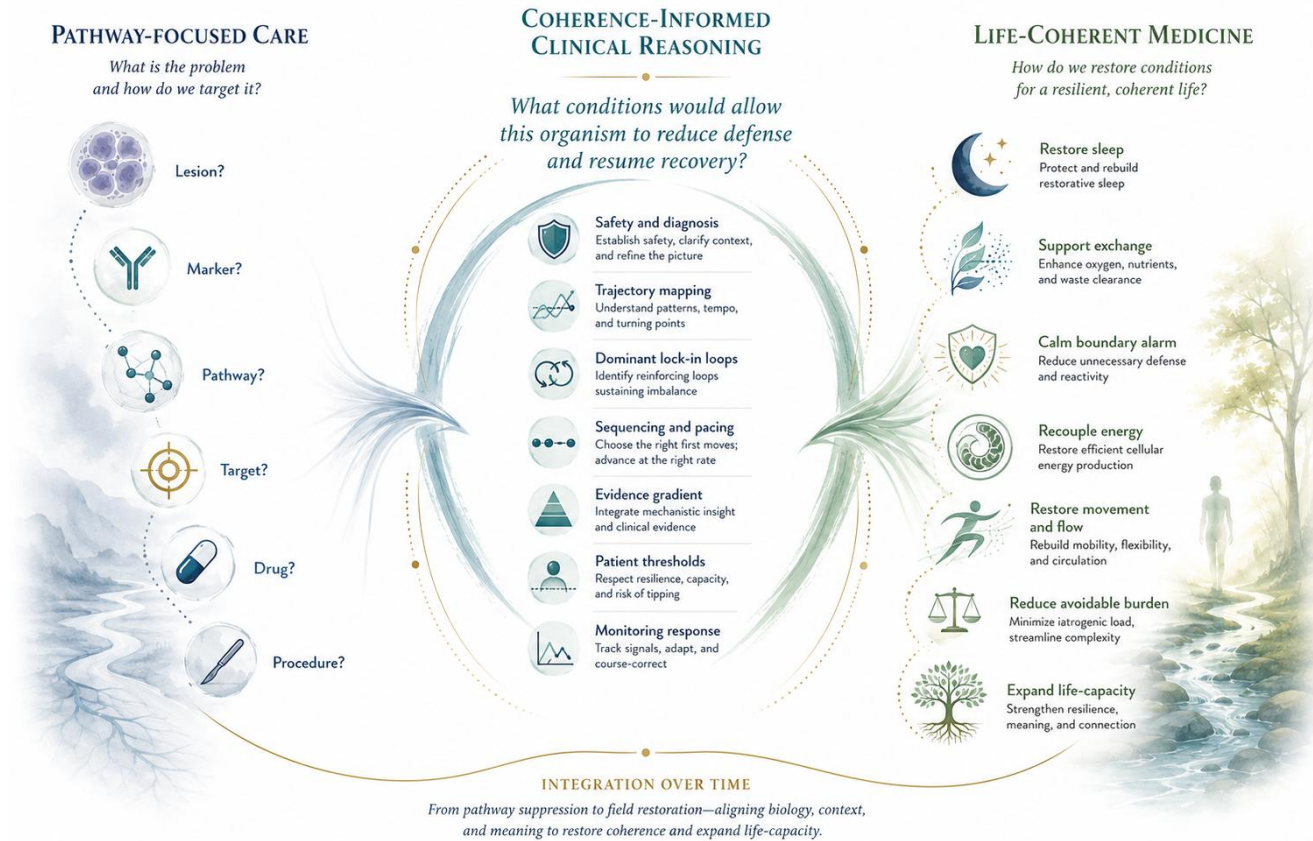 PATHWAY-FOCUSED CARE
What is the problem
and how do we target it?
Lesion?
Marker?
Pathway?
Target?
Drug?
Procedure?
COHERENCE-INFORMED
CLINICAL REASONING
What conditions would allow
this organism to reduce defense
and resume recovery?
Safety and diagnosis
Establish safety, clarify context,
and refine the picture
Trajectory mapping
Understand patterns, tempo,
and turning points
Dominant lock-in loops
Identify reinforcing loops
sustaining imbalance
Sequencing and pacing
Choose the right first moves;
advance at the right rate
Evidence gradient
Integrate mechanistic insight
and clinical evidence
Patient thresholds
Respect resilience, capacity,
and risk of tipping
Monitoring response
Track signals, adapt, and
course-correct
LIFE-COHERENT MEDICINE
How do we restore conditions
for a resilient, coherent life?
Restore sleep
Protect and rebuild
restorative sleep
Support exchange
Enhance oxygen, nutrients,
and waste clearance
Calm boundary alarm
Reduce unnecessary defense
and reactivity
Recouple energy
Restore efficient cellular
energy production
Restore movement
and flow
Rebuild mobility, flexibility,
and circulation
Reduce avoidable burden
Minimize iatrogenic load,
streamline complexity
Expand life-capacity
Strengthen resilience,
meaning, and connection
INTEGRATION OVER TIME
From pathway suppression to field restoration—aligning biology, context,
and meaning to restore coherence and expand life-capacity.